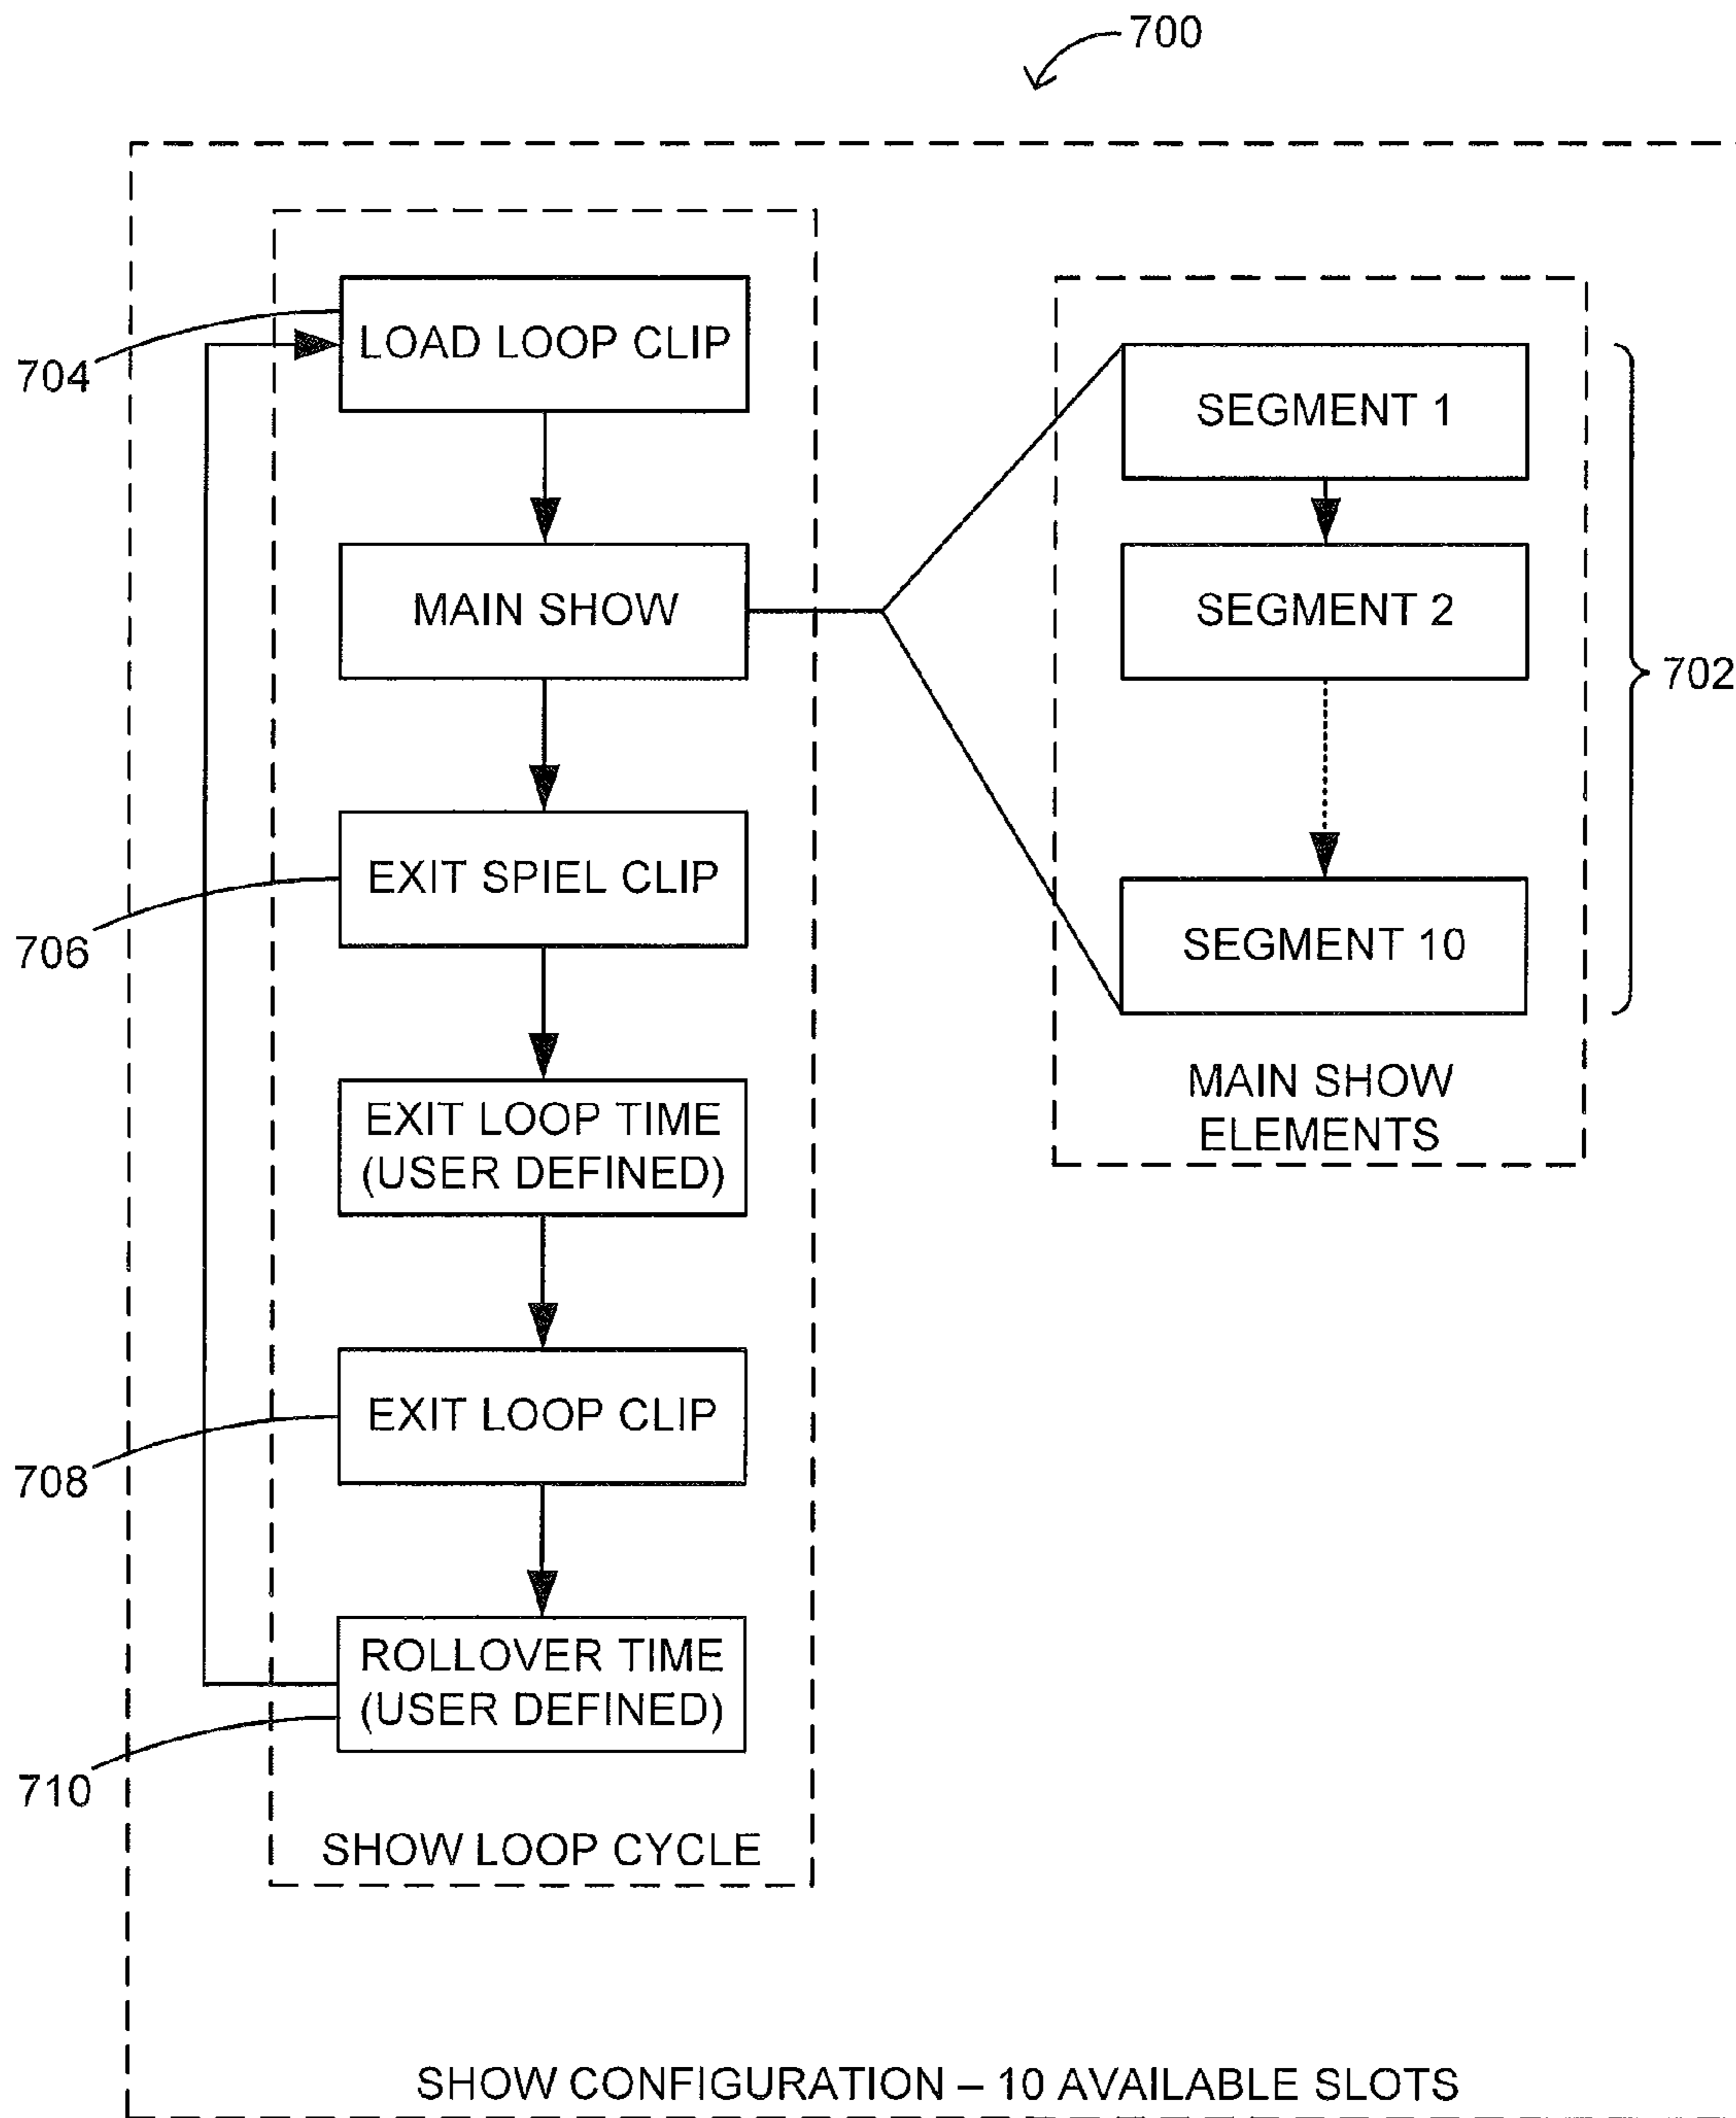 700
LOAD LOOP CLIP
704
MAIN SHOW
EXIT SPIEL CLIP
706
EXIT LOOP TIME
(USER DEFINED)
EXIT LOOP CLIP
708
ROLLOVER TIME
(USER DEFINED)
710
SHOW LOOP CYCLE
SEGMENT 1
SEGMENT 2
702
SEGMENT 10
MAIN SHOW
ELEMENTS
SHOW CONFIGURATION – 10 AVAILABLE SLOTS